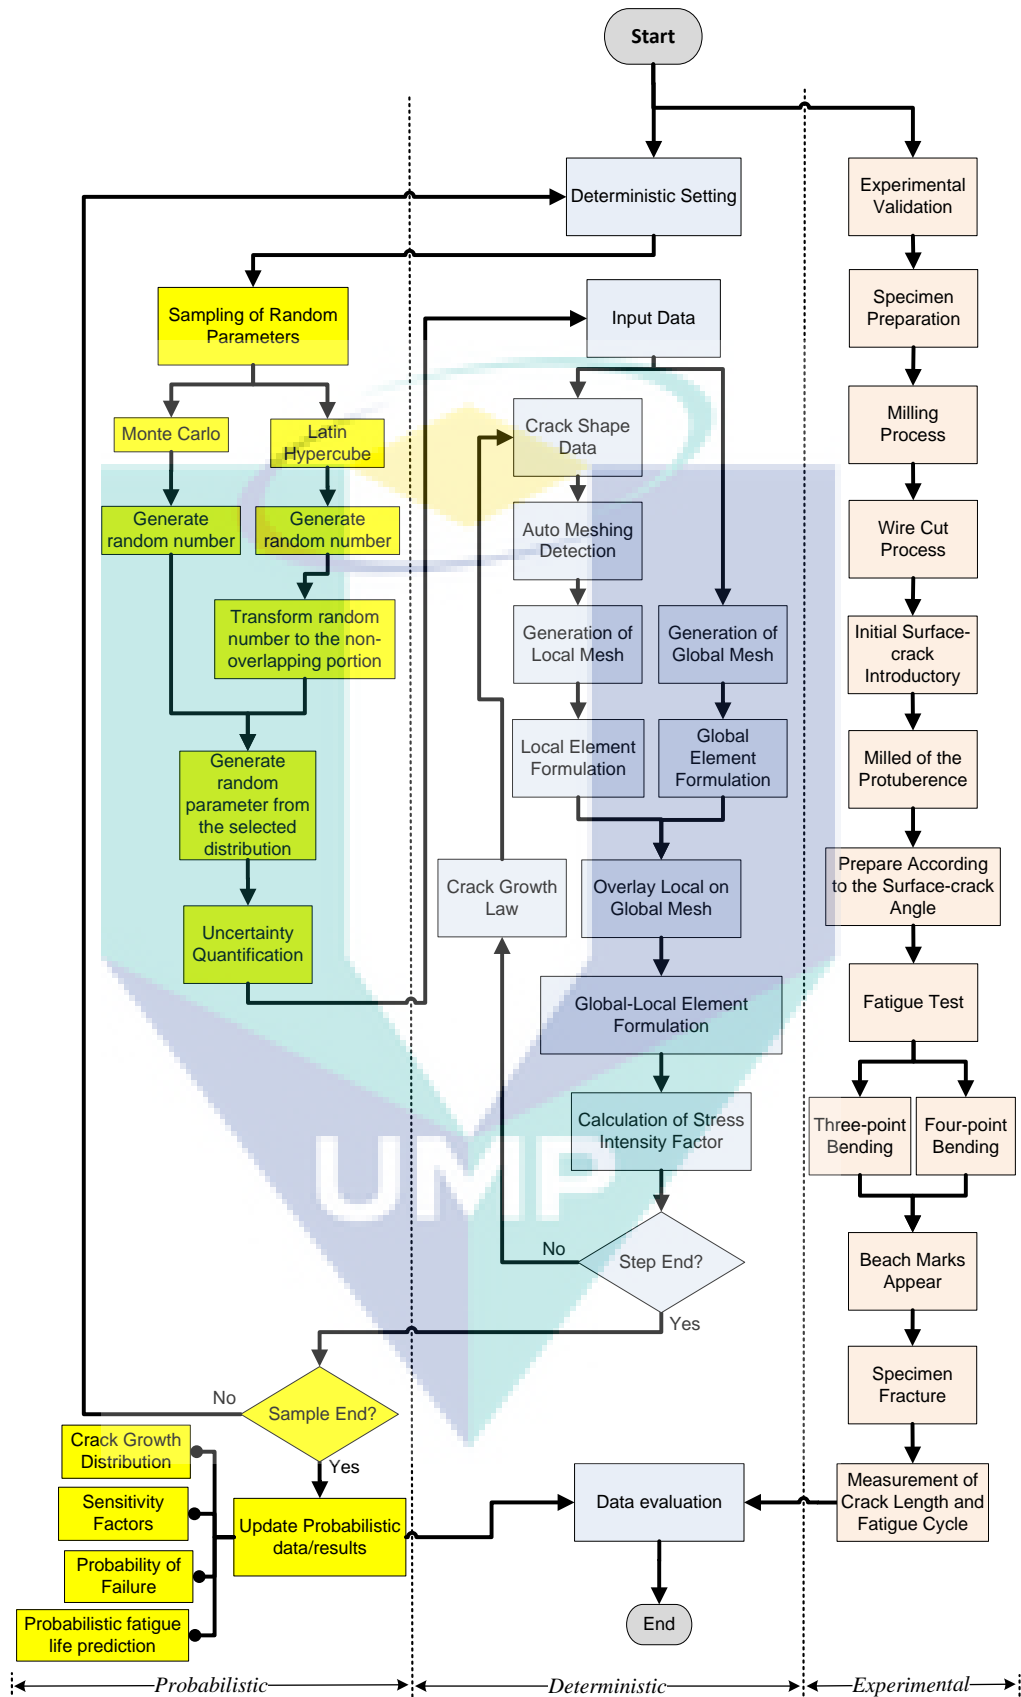 Start
Deterministic Setting
Experimental
Validation
Sampling of Random
Parameters
Input Data
Specimen
Preparation
Monte Carlo
Latin
Hypercube
Crack Shape
Data
Milling
Process
Generate
random number
Generate
random number
Auto Meshing
Detection
Wire Cut
Process
Transform random
number to the non-
overlapping portion
Generation of
Local Mesh
Generation of
Global Mesh
Initial Surface-
crack
Introductory
Generate
random
parameter from
the selected
distribution
Local Element
Formulation
Global
Element
Formulation
Milled of the
Protuberence
Crack Growth
Law
Overlay Local on
Global Mesh
Prepare According
to the Surface-crack
Angle
Uncertainty
Quantification
Global-Local Element
Formulation
Fatigue Test
Calculation of Stress
Intensity Factor
Three-point
Bending
Four-point
Bending
UMP
No
Step End?
Yes
Beach Marks
Appear
No
Sample End?
Yes
Specimen
Fracture
Crack Growth
Distribution
Sensitivity
Factors
Probability of
Failure
Probabilistic fatigue
life prediction
Update Probabilistic
data/results
Data evaluation
Measurement of
Crack Length and
Fatigue Cycle
End
Probabilistic
Deterministic
Experimental